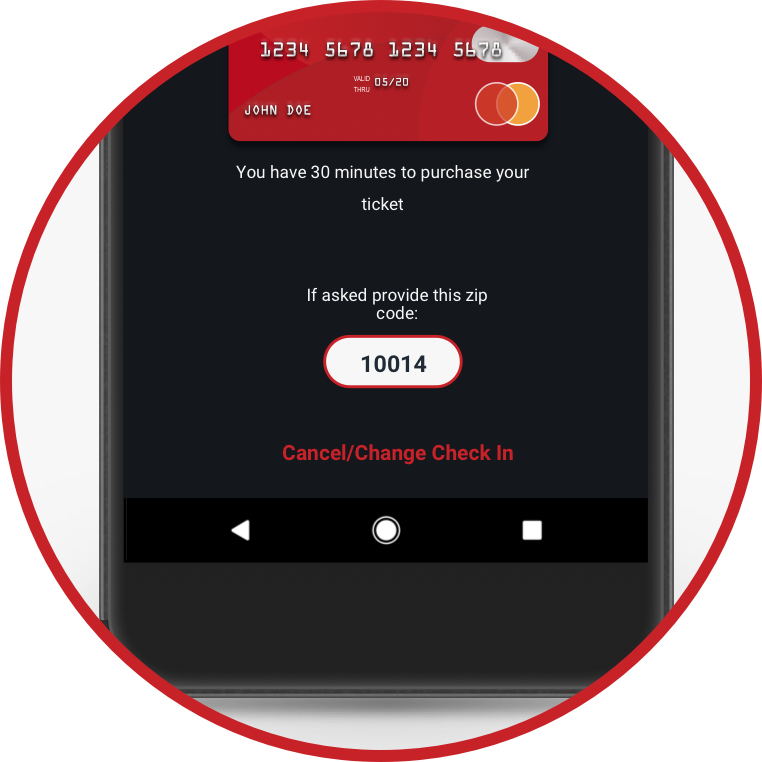 1234 5678 1234 5678
VALID
THRU 05/20
JOHN DOE
You have 30 minutes to purchase your
ticket
If asked provide this zip
code:
10014
Cancel/Change Check In